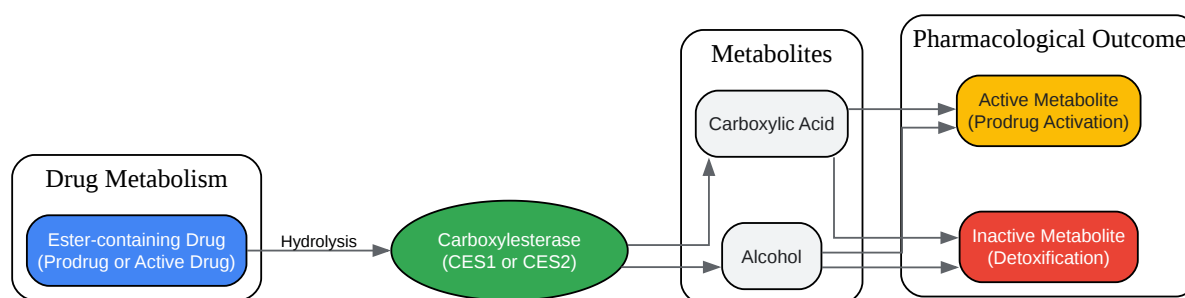 Drug Metabolism
Ester-containing Drug
(Prodrug or Active Drug)
Hydrolysis
Carboxylesterase
(CES1 or CES2)
Metabolites
Carboxylic Acid
Alcohol
Pharmacological Outcome
Active Metabolite
(Prodrug Activation)
Inactive Metabolite
(Detoxification)